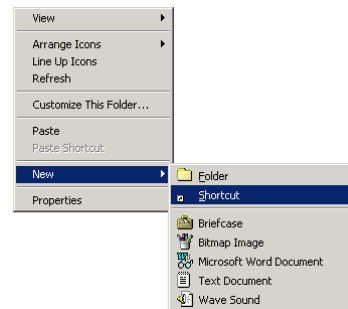 View
Arrange Icons
Line Up Icons
Refresh
Customize This Folder...
Paste
Paste Shortcut
New
Properties
Folder
Shortcut
Briefcase
Bitmap Image
Microsoft Word Document
Text Document
Wave Sound